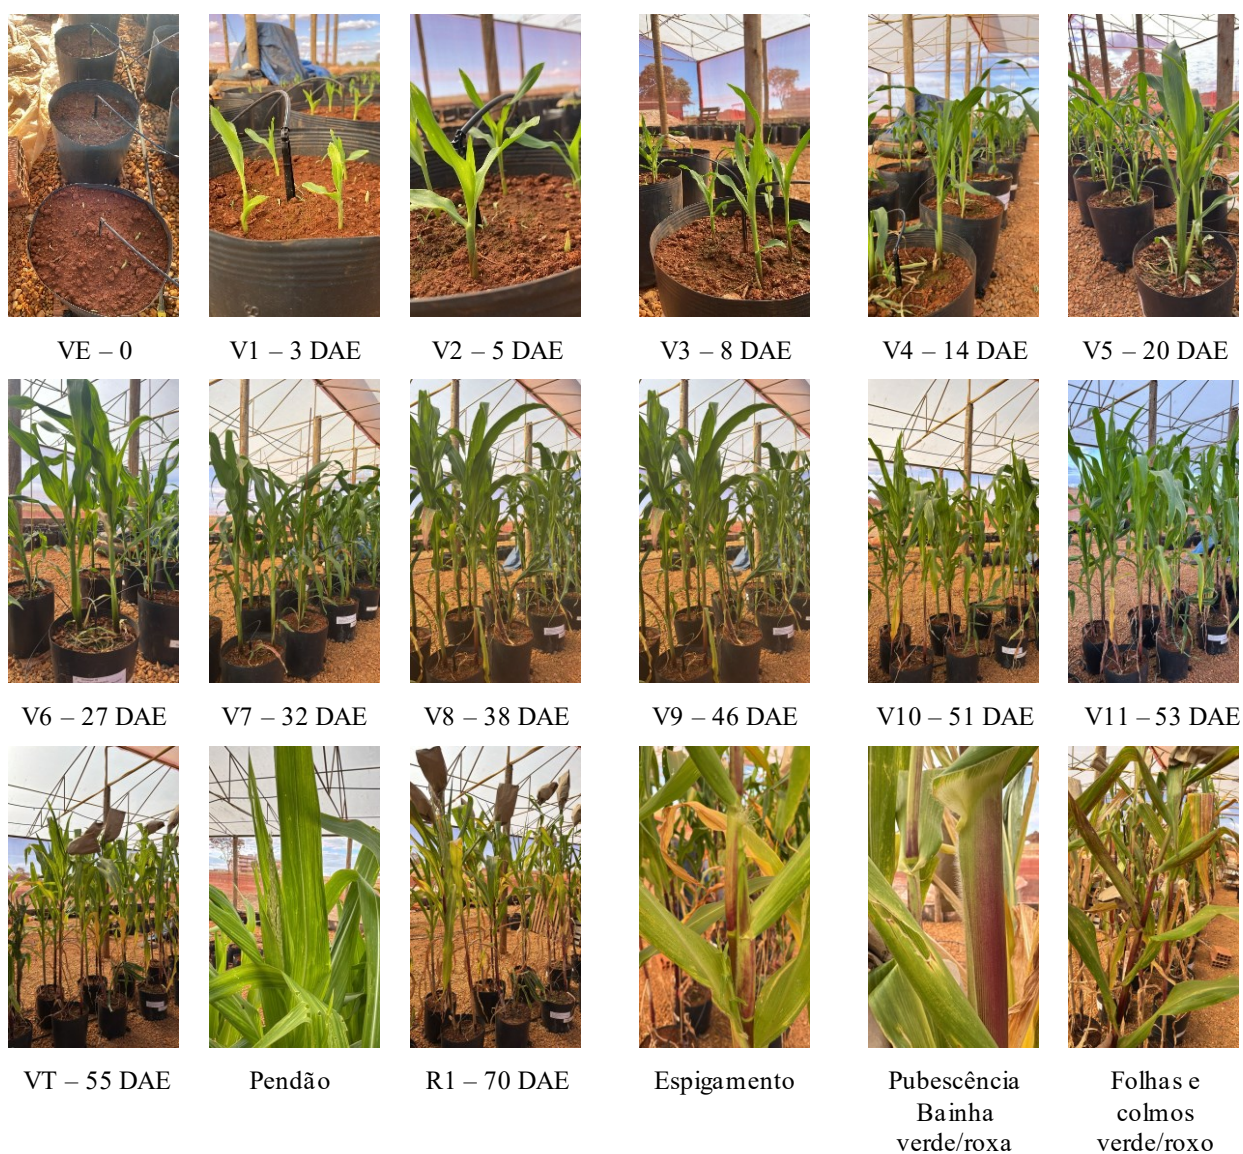 VE – 0
V1 – 3 DAE
V2 – 5 DAE
V3 – 8 DAE
V4 – 14 DAE
V5 – 20 DAE
V6 – 27 DAE
V7 – 32 DAE
V8 – 38 DAE
V9 – 46 DAE
V10 – 51 DAE
V11 – 53 DAE
VT – 55 DAE
Pendão
R1 – 70 DAE
Espigamento
Pubescência
Bainha
verde/roxa
Folhas e
colmos
verde/roxo